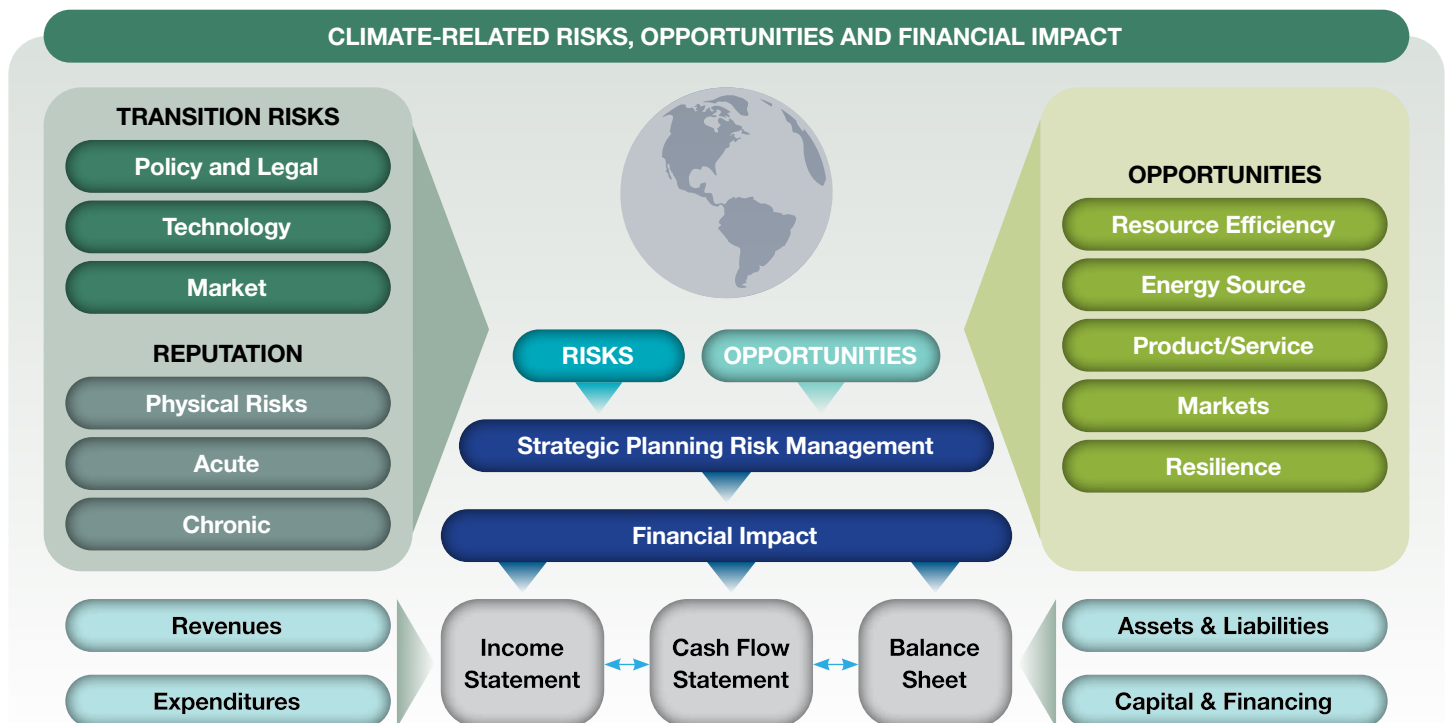 CLIMATE-RELATED RISKS, OPPORTUNITIES AND FINANCIAL IMPACT
TRANSITION RISKS
Policy and Legal
Technology
Market
REPUTATION
Physical Risks
Acute
Chronic
RISKS
OPPORTUNITIES
Strategic Planning Risk Management
Financial Impact
OPPORTUNITIES
Resource Efficiency
Energy Source
Product/Service
Markets
Resilience
Revenues
Expenditures
Income
Statement
Cash Flow
Statement
Balance
Sheet
Assets & Liabilities
Capital & Financing